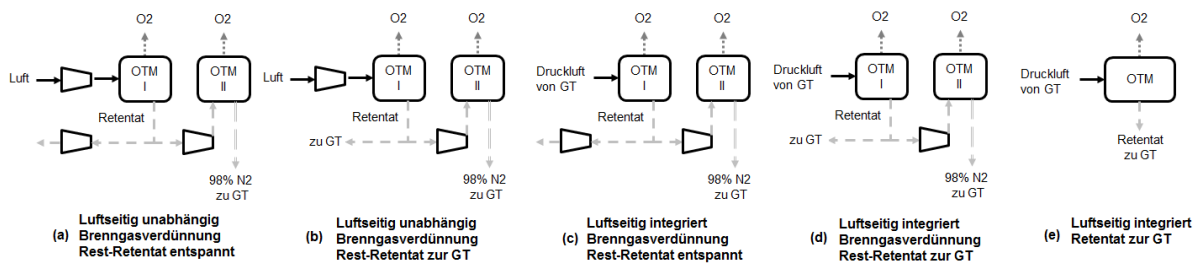 O2
O2
Luft
OTM
I
OTM
II
Retentat
98% N2
zu GT
(a)
Luftseitig unabhängig
Brenngasverdünnung
Rest-Retentat entspannt
O2
O2
Luft
OTM
I
OTM
II
Retentat
zu GT
98% N2
zu GT
(b)
Luftseitig unabhängig
Brenngasverdünnung
Rest-Retentat zur GT
O2
O2
Druckluft
von GT
OTM
I
OTM
II
Retentat
98% N2
zu GT
(c)
Luftseitig integriert
Brenngasverdünnung
Rest-Retentat entspannt
O2
O2
Druckluft
von GT
OTM
I
OTM
II
Retentat
zu GT
98% N2
zu GT
(d)
Luftseitig integriert
Brenngasverdünnung
Rest-Retentat zur GT
O2
Druckluft
von GT
OTM
Retentat
zu GT
(e)
Luftseitig integriert
Retentat zur GT